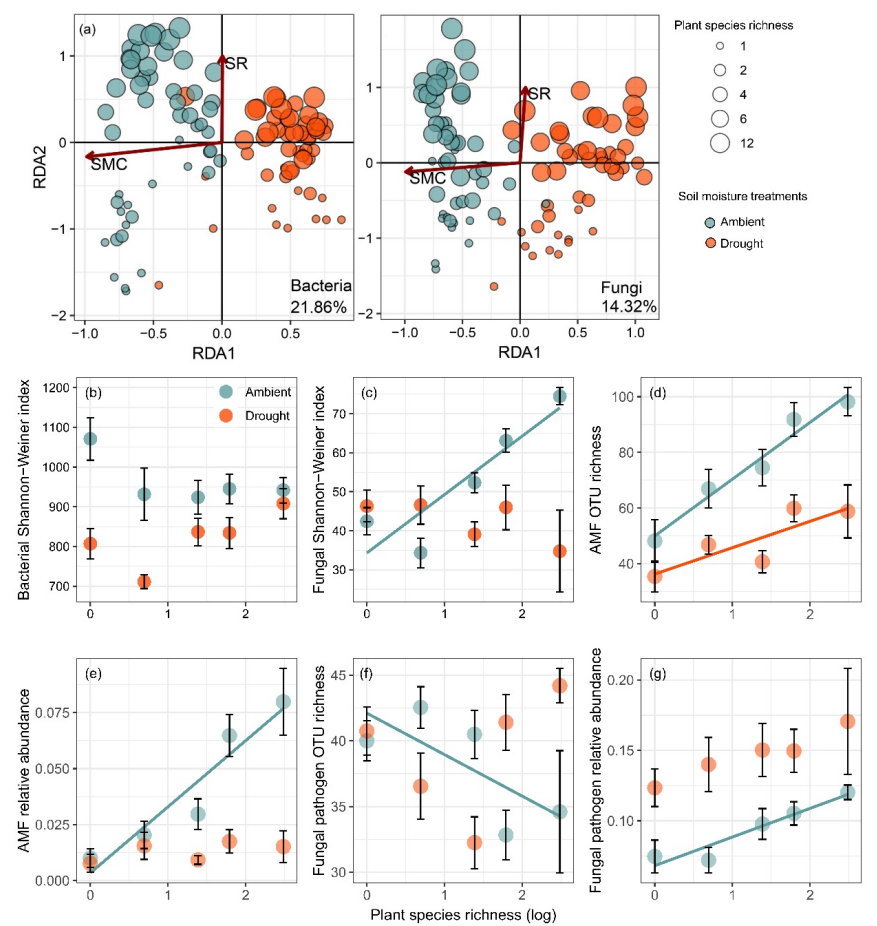 (a)
SR
SMC
Bacteria
21.86%
1
0
−1
−2
RDA2
−1.0
−0.5
0.0
0.5
RDA1
SR
SMC
Fungi
14.32%
1
0
−1
−2
−1.0
−0.5
0.0
0.5
1.0
RDA1
Plant species richness
1
2
4
6
12
Soil moisture treatments
Ambient
Drought
(b)
Ambient
Drought
Bacterial Shannon−Weiner index
1200
1100
1000
900
800
700
0
1
2
(c)
Fungal Shannon−Weiner index
70
60
50
40
30
0
1
2
(d)
AMF OTU richness
100
80
60
40
0
1
2
(e)
AMF relative abundance
0.075
0.050
0.025
0.000
0
1
2
(f)
Fungal pathogen OTU richness
45
40
35
30
0
1
2
(g)
Fungal pathogen relative abundance
0.20
0.15
0.10
0
1
2
Plant species richness (log)